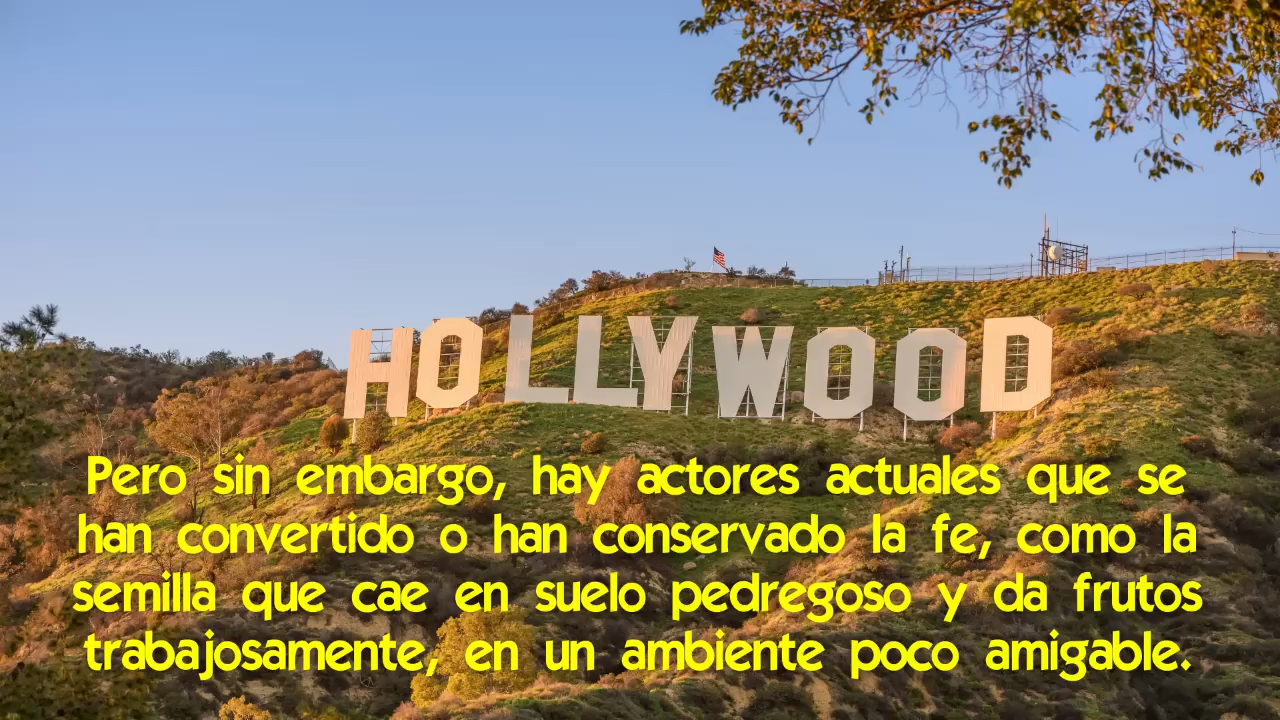 HOLLYWOOD
Pero sin embargo, hay actores actuales que se
han convertido o han conservado la fe, como la
semilla que cae en suelo pedregoso y da frutos
trabajosamente, en un ambiente poco amigable.